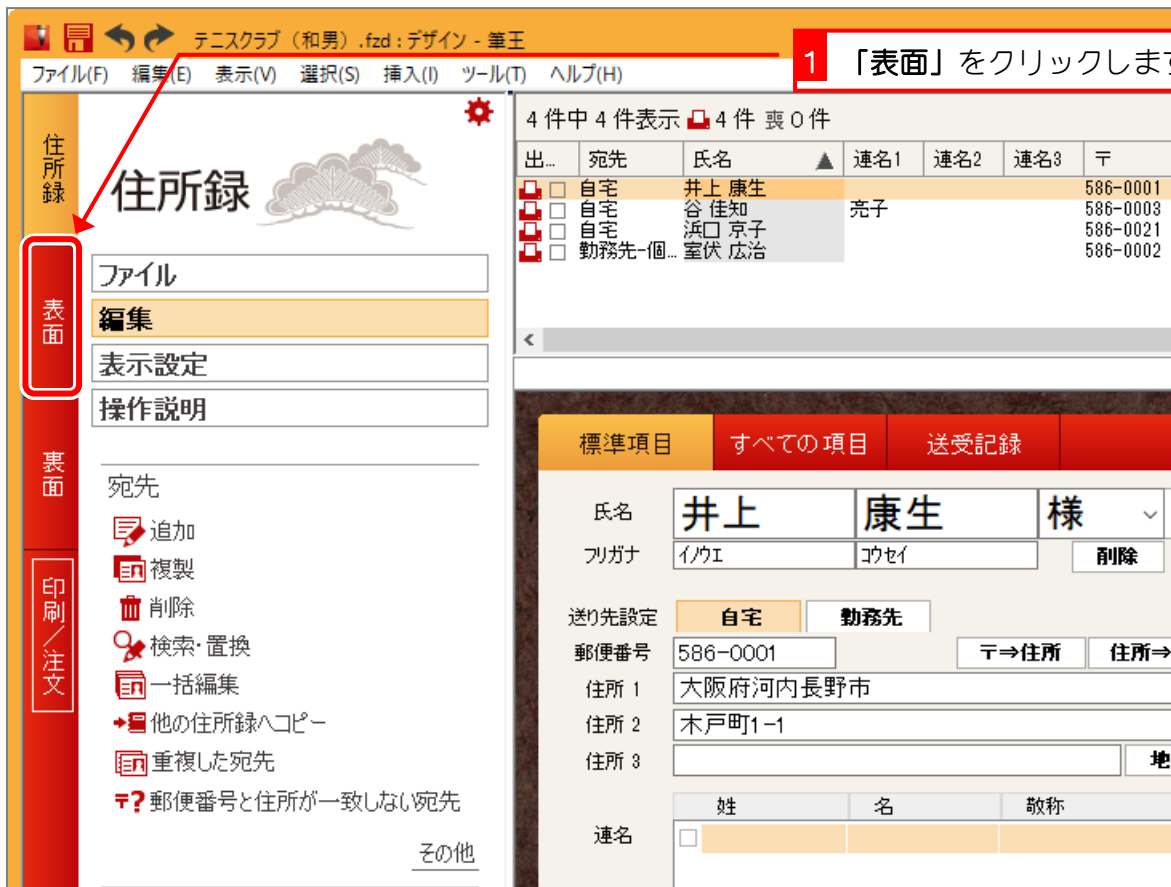 テニスクラブ（和男）.fzd : デザイン - 筆王
1 「表面」をクリックします
ファイル(F) 編集(E) 表示(V) 選択(S) 挿入(I) ツール(T) ヘルプ(H)
住所録
表面
裏面
印刷／注文
住所録
ファイル
編集
表示設定
操作説明
宛先
追加
複製
削除
検索・置換
一括編集
他の住所録へコピー
重複した宛先
〒?郵便番号と住所が一致しない宛先
その他
4 件中 4 件表示 4 件 喪 0 件
出... 宛先 氏名 連名1 連名2 連名3 〒
自宅 井上 康生 586-0001
自宅 谷 佳知 亮子 586-0003
自宅 浜口 京子 586-0021
勤務先-個... 室伏 広治 586-0002
標準項目 すべての項目 送受記録
氏名 井上 康生 様
フリガナ イノウエ コウセイ 削除
送り先設定 自宅 勤務先
郵便番号 586-0001 〒⇒住所 住所⇒
住所 1 大阪府河内長野市
住所 2 木戸町1-1
住所 3 地
姓 名 敬称
連名